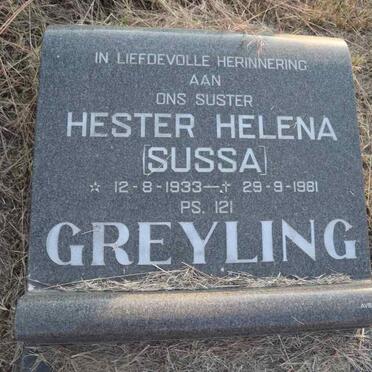 IN LIEFDEVOLLE HERINNERING
AAN
ONS SUSTER
HESTER HELENA
[SUSSA]
☆ 12-8-1933—✝ 29-9-1981
PS. 121
GREYLING